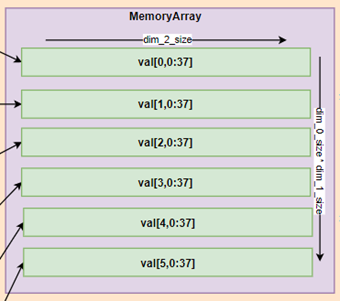 MemoryArray
dim_2_size
val[0,0:37]
val[1,0:37]
val[2,0:37]
val[3,0:37]
val[4,0:37]
val[5,0:37]
dim_0_size * dim_1_size